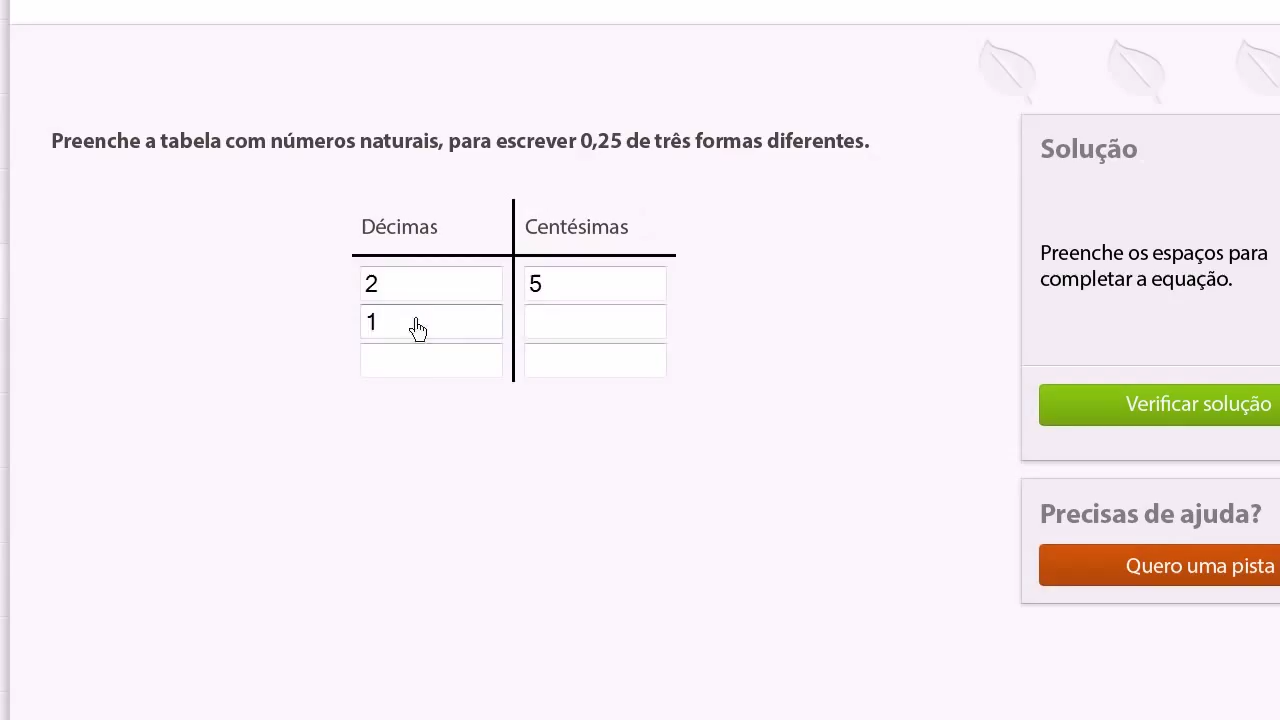 Preenche a tabela com números naturais, para escrever 0,25 de três formas diferentes.
Décimas Centésimas
2 5
1
Solução
Preenche os espaços para
completar a equação.
Verificar solução
Precisas de ajuda?
Quero uma pista